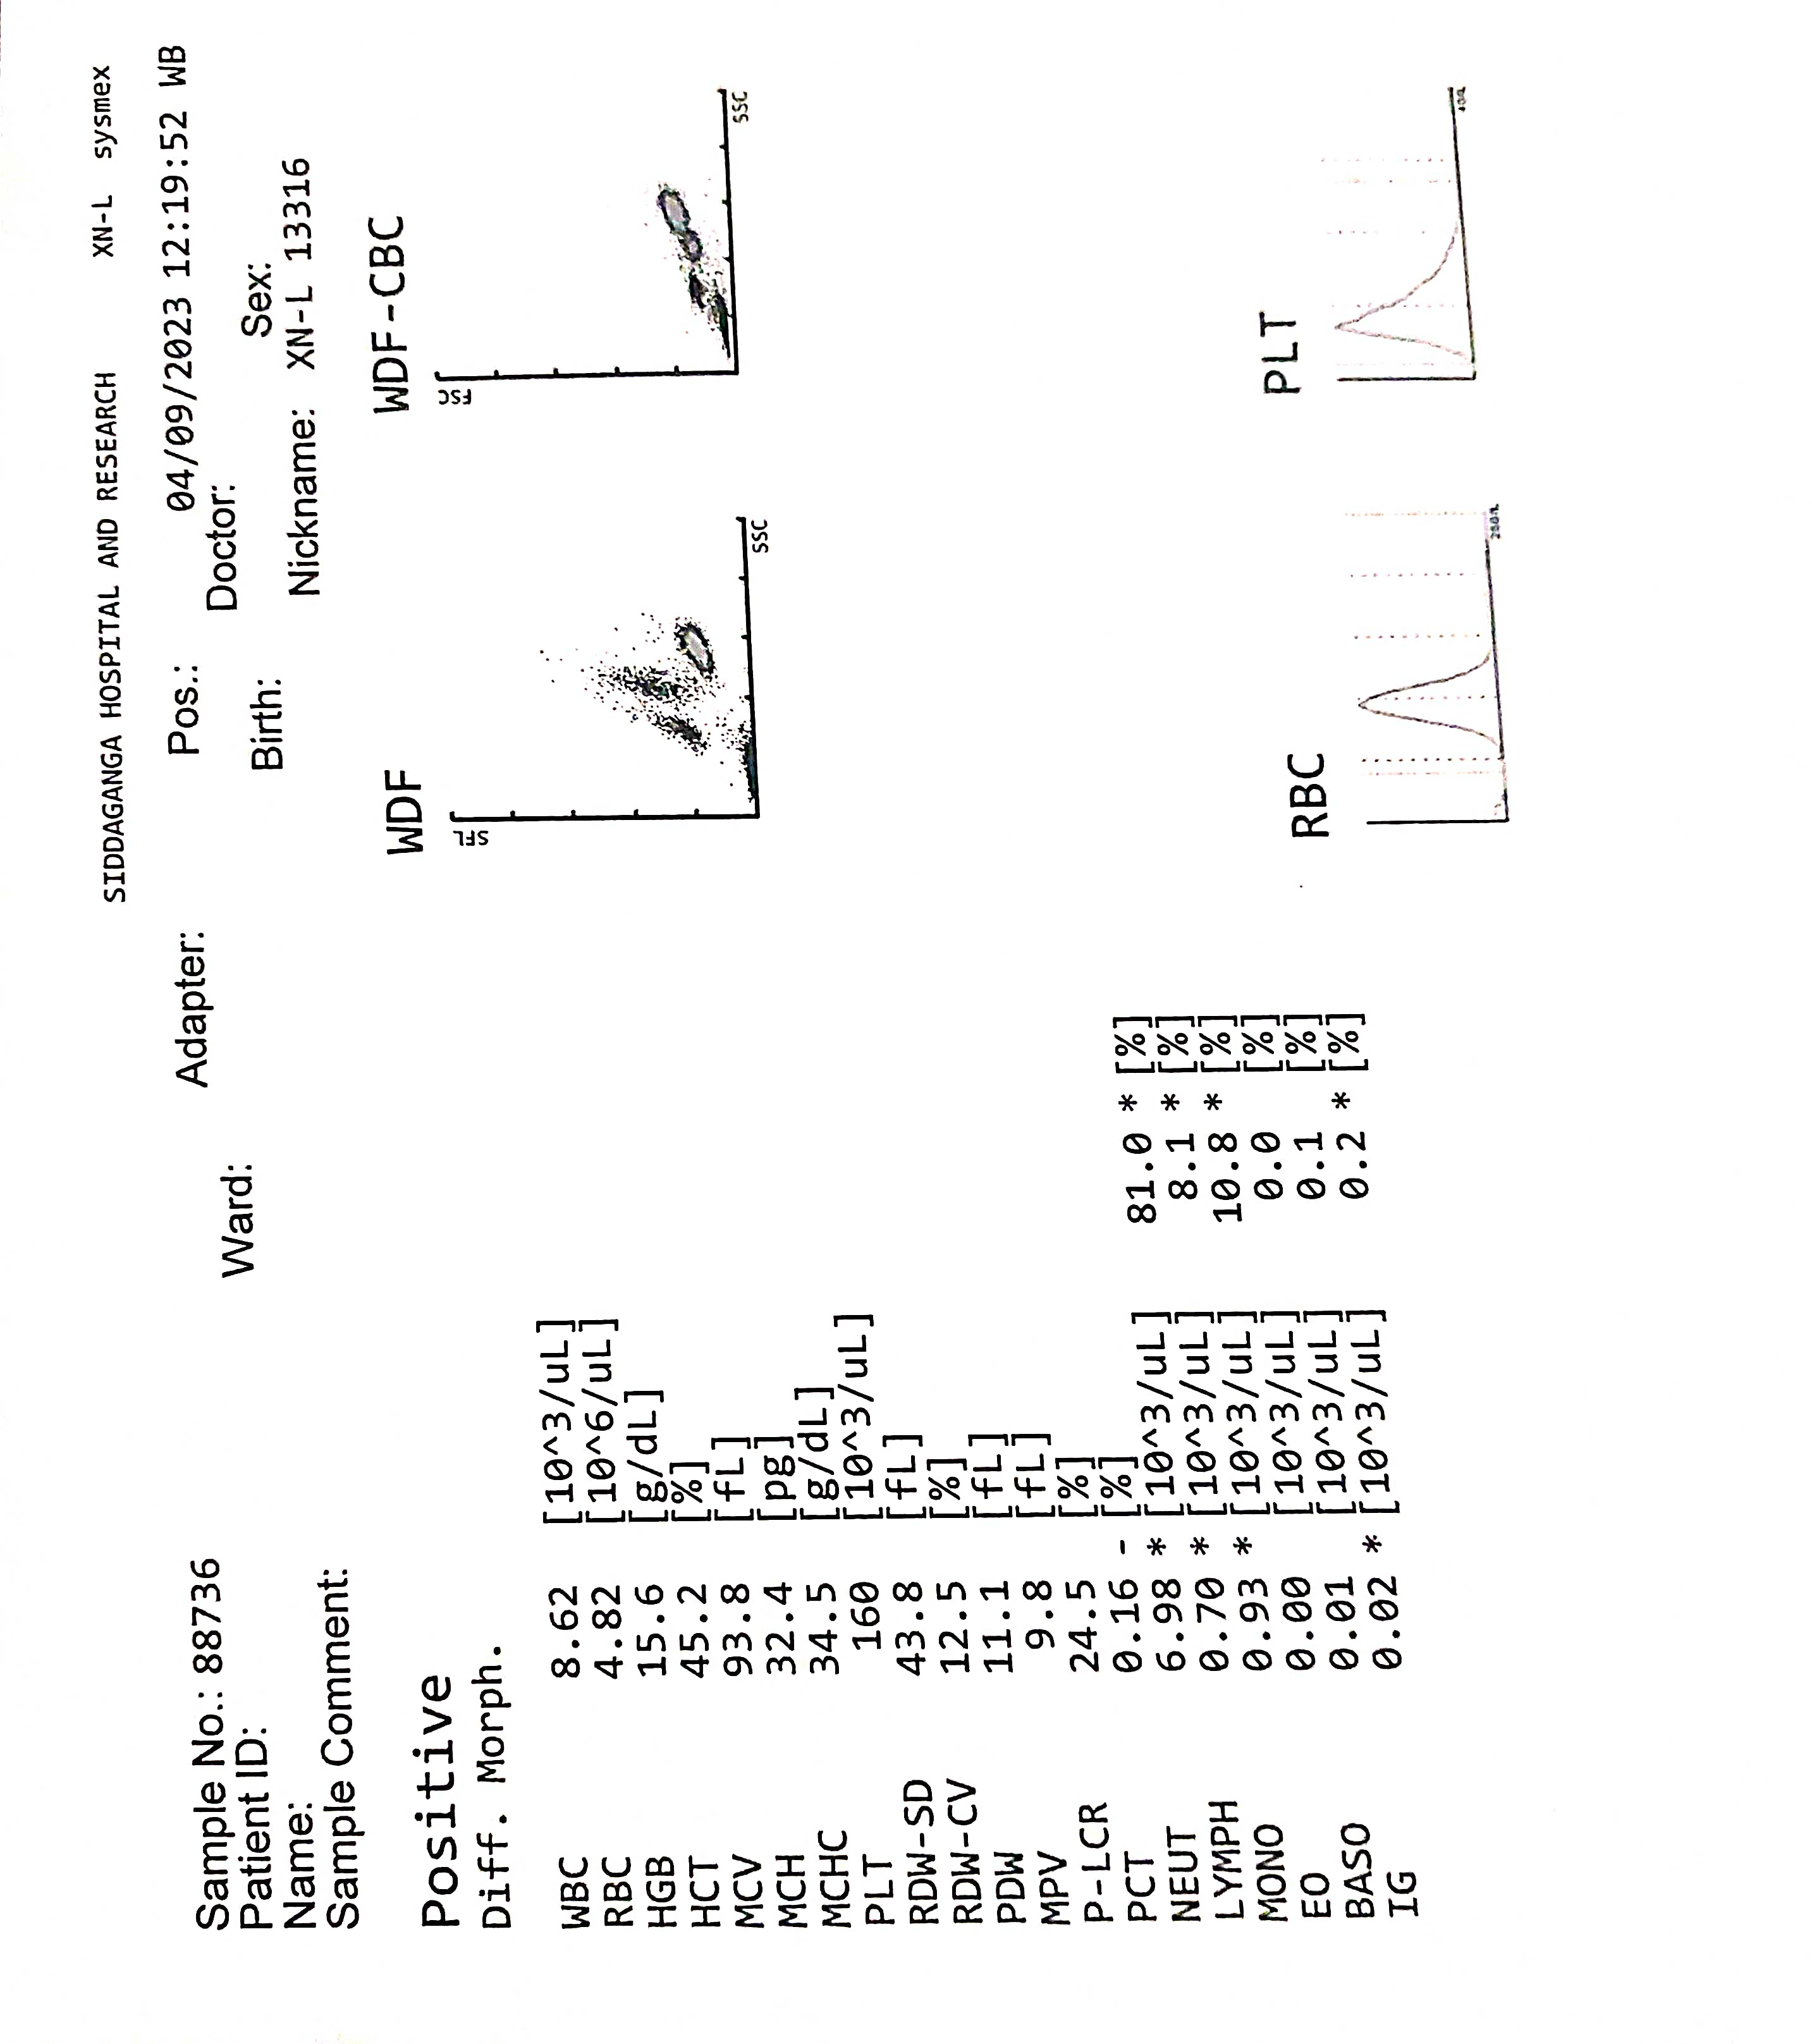 SIDDAGANGA HOSPITAL AND RESEARCH XN-L sysmex
Sample No.: 88736 Adapter: Pos.: 04/09/2023 12:19:52 WB
Patient ID: Ward: Doctor:
Name: Birth: Sex:
Sample Comment: Nickname: XN-L 13316
Positive
Diff. Morph.
WDF WDF-CBC
SFL FSC
SSC SSC
WBC 8.62 [10^3/uL]
RBC 4.82 [10^6/uL]
HGB 15.6 [g/dL]
HCT 45.2 [%]
MCV 93.8 [fL]
MCH 32.4 [pg]
MCHC 34.5 [g/dL]
PLT 160 [10^3/uL]
RDW-SD 43.8 [fL]
RDW-CV 12.5 [%]
PDW 11.1 [fL]
MPV 9.8 [fL]
P-LCR 24.5 [%]
PCT 0.16 - [%]
NEUT 6.98 * [10^3/uL] 81.0 * [%]
LYMPH 0.70 * [10^3/uL] 8.1 * [%]
MONO 0.93 * [10^3/uL] 10.8 * [%]
EO 0.00 [10^3/uL] 0.0 [%]
BASO 0.01 [10^3/uL] 0.1 [%]
IG 0.02 * [10^3/uL] 0.2 * [%]
RBC PLT